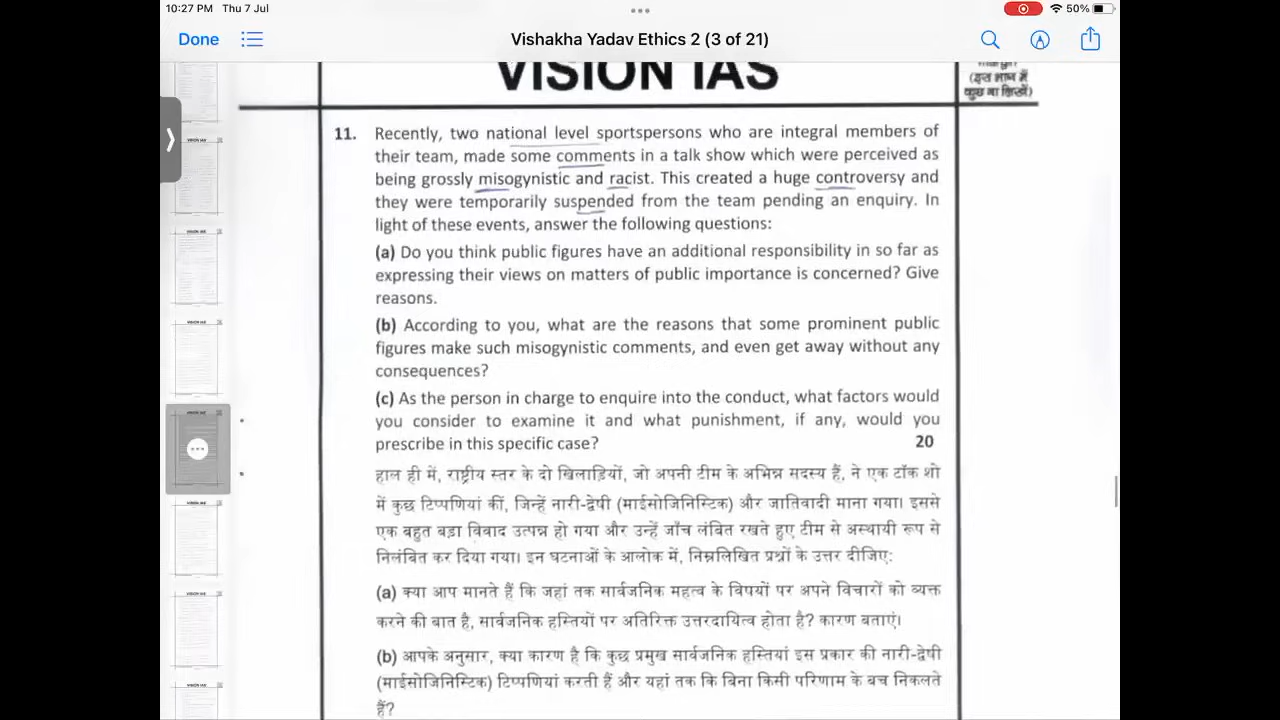 10:27 PM Thu 7 Jul
50%
Done
Vishakha Yadav Ethics 2 (3 of 21)
VISION IAS
(इस भाग में
कुछ ना लिखें)
11. Recently, two national level sportspersons who are integral members of
their team, made some comments in a talk show which were perceived as
being grossly misogynistic and racist. This created a huge controversy and
they were temporarily suspended from the team pending an enquiry. In
light of these events, answer the following questions:
(a) Do you think public figures have an additional responsibility in so far as
expressing their views on matters of public importance is concerned? Give
reasons.
(b) According to you, what are the reasons that some prominent public
figures make such misogynistic comments, and even get away without any
consequences?
(c) As the person in charge to enquire into the conduct, what factors would
you consider to examine it and what punishment, if any, would you
prescribe in this specific case? 20
हाल ही में, राष्ट्रीय स्तर के दो खिलाड़ियों, जो अपनी टीम के अभिन्न सदस्य हैं, ने एक टॉक शो
में कुछ टिप्पणियां कीं, जिन्हें नारी-द्वेषी (माईसोजिनिस्टिक) और जातिवादी माना गया। इससे
एक बहुत बड़ा विवाद उत्पन्न हो गया और उन्हें जाँच लंबित रखते हुए टीम से अस्थायी रूप से
निलंबित कर दिया गया। इन घटनाओं के आलोक में, निम्नलिखित प्रश्नों के उत्तर दीजिए:
(a) क्या आप मानते हैं कि जहां तक सार्वजनिक महत्व के विषयों पर अपने विचारों को व्यक्त
करने की बात है, सार्वजनिक हस्तियों पर अतिरिक्त उत्तरदायित्व होता है? कारण बताएं।
(b) आपके अनुसार, क्या कारण है कि कुछ प्रमुख सार्वजनिक हस्तियां इस प्रकार की नारी-द्वेषी
(माईसोजिनिस्टिक) टिप्पणियां करती हैं और यहां तक कि बिना किसी परिणाम के बच निकलते
हैं?